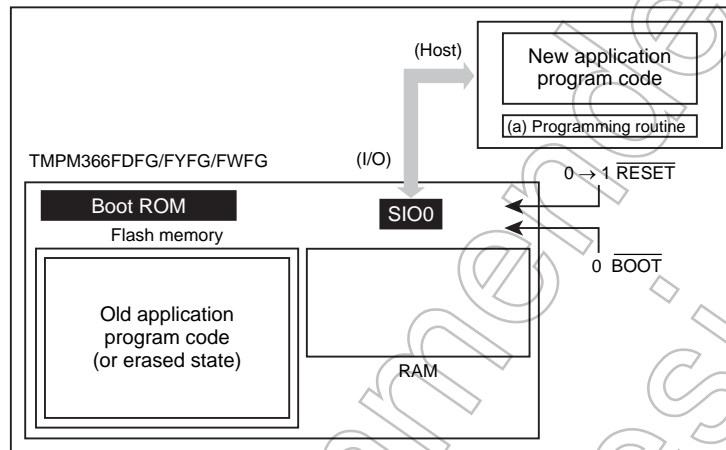 (Host)
New application
program code
(a) Programming routine
TMPM366FDFG/FYFG/FWFG
(I/O)
0 → 1 RESET
Boot ROM
SIO0
Flash memory
0 BOOT
Old application
program code
(or erased state)
RAM